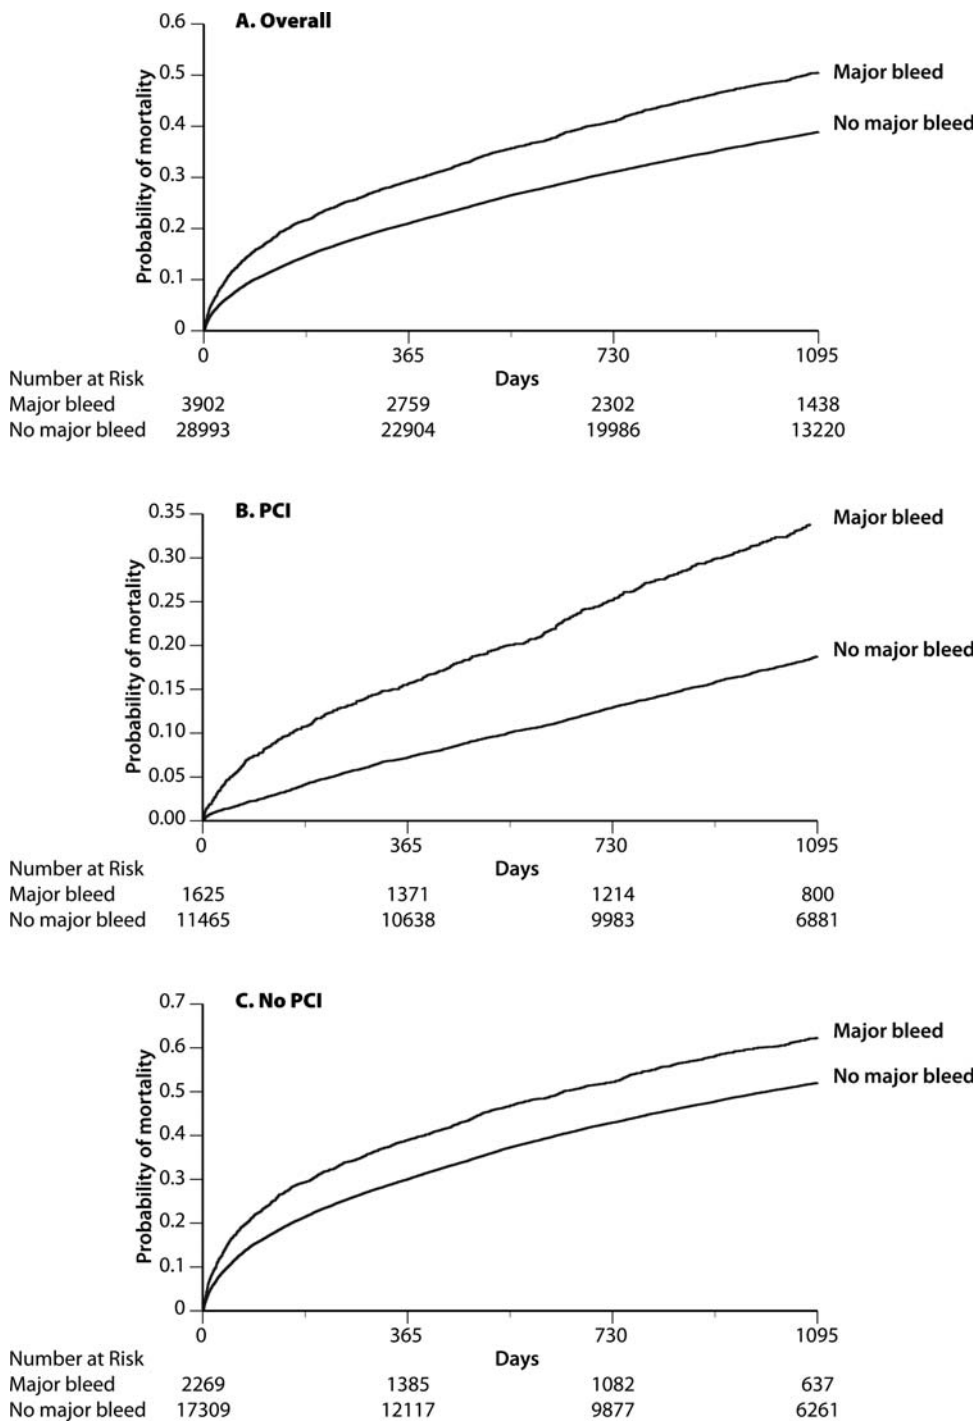 A. Overall
Probability of mortality
0.6
0.5
0.4
0.3
0.2
0.1
0
Major bleed
No major bleed
0 365 730 1095
Number at Risk Days
Major bleed 3902 2759 2302 1438
No major bleed 28993 22904 19986 13220
B. PCI
Probability of mortality
0.35
0.30
0.25
0.20
0.15
0.10
0.05
0.00
Major bleed
No major bleed
0 365 730 1095
Number at Risk Days
Major bleed 1625 1371 1214 800
No major bleed 11465 10638 9983 6881
C. No PCI
Probability of mortality
0.7
0.6
0.5
0.4
0.3
0.2
0.1
0
Major bleed
No major bleed
0 365 730 1095
Number at Risk Days
Major bleed 2269 1385 1082 637
No major bleed 17309 12117 9877 6261